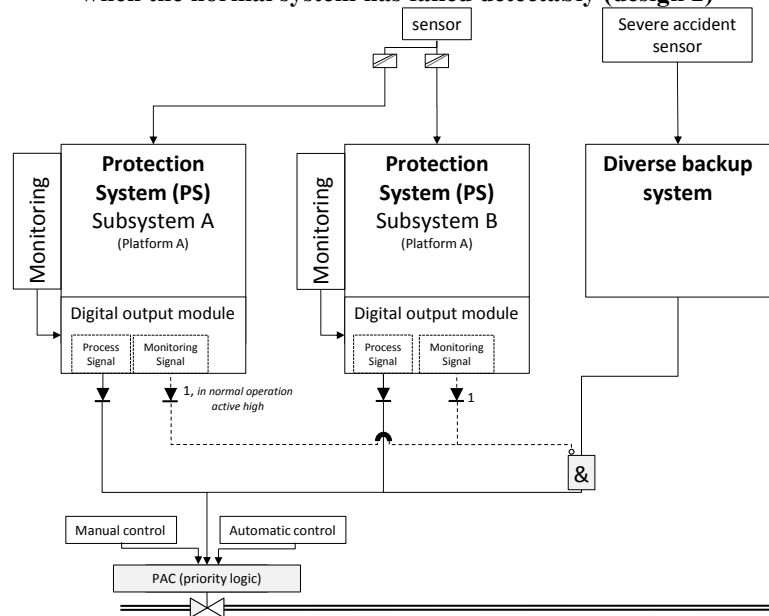 when the normal system has failed detectably (design 2)
sensor
Severe accident
sensor
Monitoring
Protection
System (PS)
Subsystem A
(Platform A)
Monitoring
Protection
System (PS)
Subsystem B
(Platform A)
Diverse backup
system
Digital output module
Process
Signal
Monitoring
Signal
Digital output module
Process
Signal
Monitoring
Signal
1, in normal operation
active high
1
&
Manual control
Automatic control
PAC (priority logic)